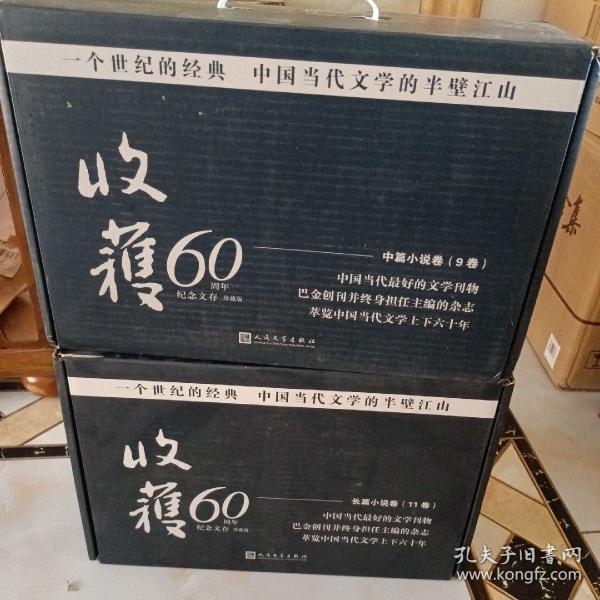 一个世纪的经典 中国当代文学的半壁江山
收
獲
60
周年
纪念文存 珍藏版
中篇小说卷(9卷)
中国当代最好的文学刊物
巴金创刊并终身担任主编的杂志
萃览中国当代文学上下六十年
人民文学出版社
一个世纪的经典 中国当代文学的半壁江山
收
獲
60
周年
纪念文存 珍藏版
长篇小说卷(11卷)
中国当代最好的文学刊物
巴金创刊并终身担任主编的杂志
萃览中国当代文学上下六十年
人民文学出版社
集
孔夫子旧书网
www.kongfz.com